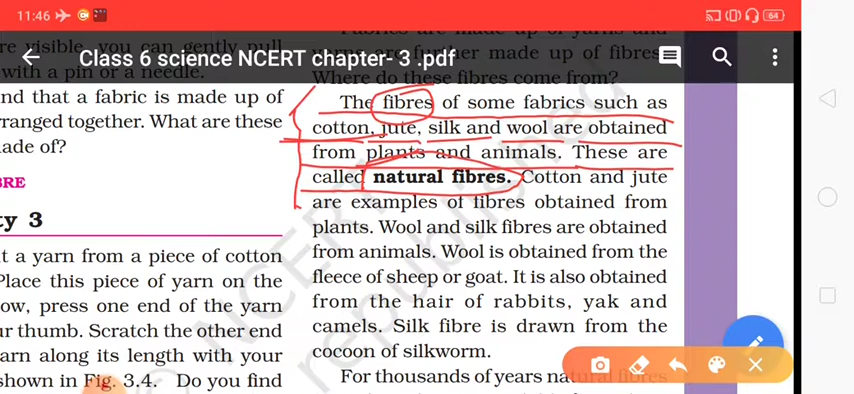 11:46
64
re visible, you can gently pull
Class 6 science NCERT chapter- 3 .pdf
with a pin or a needle.
nd that a fabric is made up of
rranged together. What are these
ade of?
BRE
ty 3
t a yarn from a piece of cotton
Place this piece of yarn on the
ow, press one end of the yarn
ur thumb. Scratch the other end
arn along its length with your
shown in Fig. 3.4. Do you find
Fabrics are made up of yarns and
yarns are further made up of fibres.
Where do these fibres come from?
The fibres of some fabrics such as
cotton, jute, silk and wool are obtained
from plants and animals. These are
called natural fibres. Cotton and jute
are examples of fibres obtained from
plants. Wool and silk fibres are obtained
from animals. Wool is obtained from the
fleece of sheep or goat. It is also obtained
from the hair of rabbits, yak and
camels. Silk fibre is drawn from the
cocoon of silkworm.
For thousands of years natural fibres
© NCERT
republished